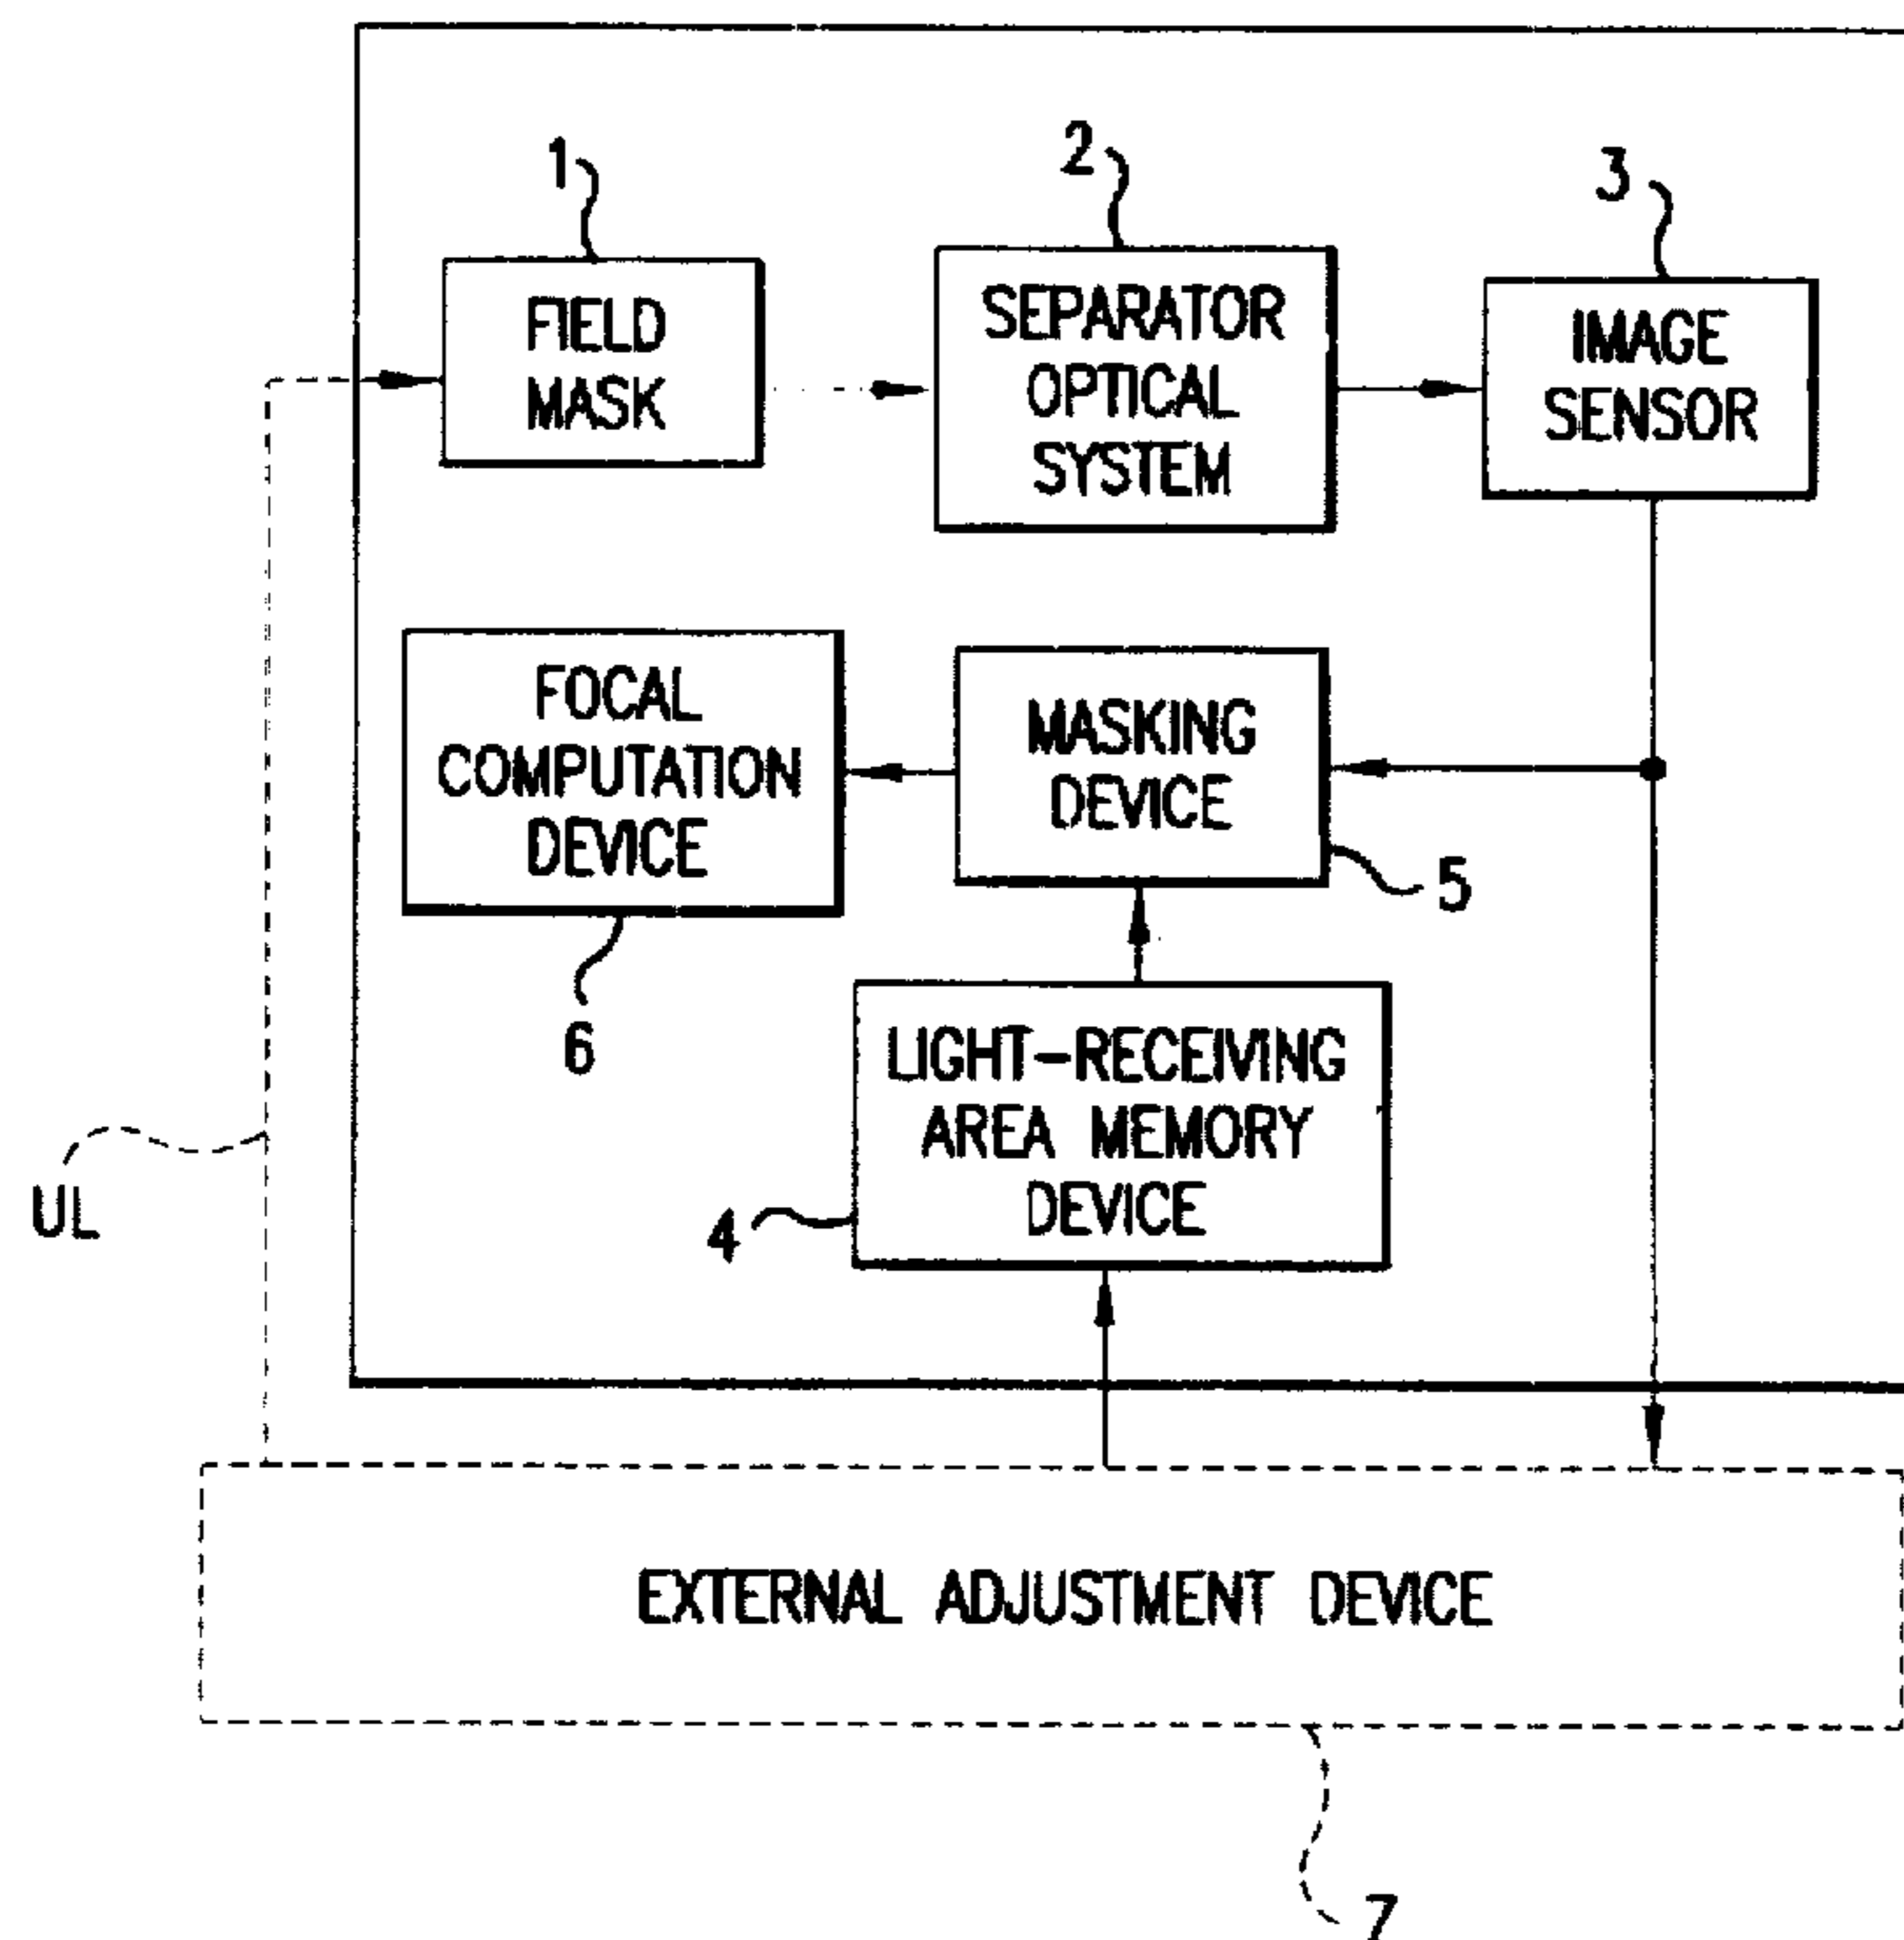 1
2
3
FIELD
MASK
SEPARATOR
OPTICAL
SYSTEM
IMAGE
SENSOR
FOCAL
COMPUTATION
DEVICE
MASKING
DEVICE
5
6
LIGHT-RECEIVING
AREA MEMORY
DEVICE
4
UL
EXTERNAL ADJUSTMENT DEVICE
7